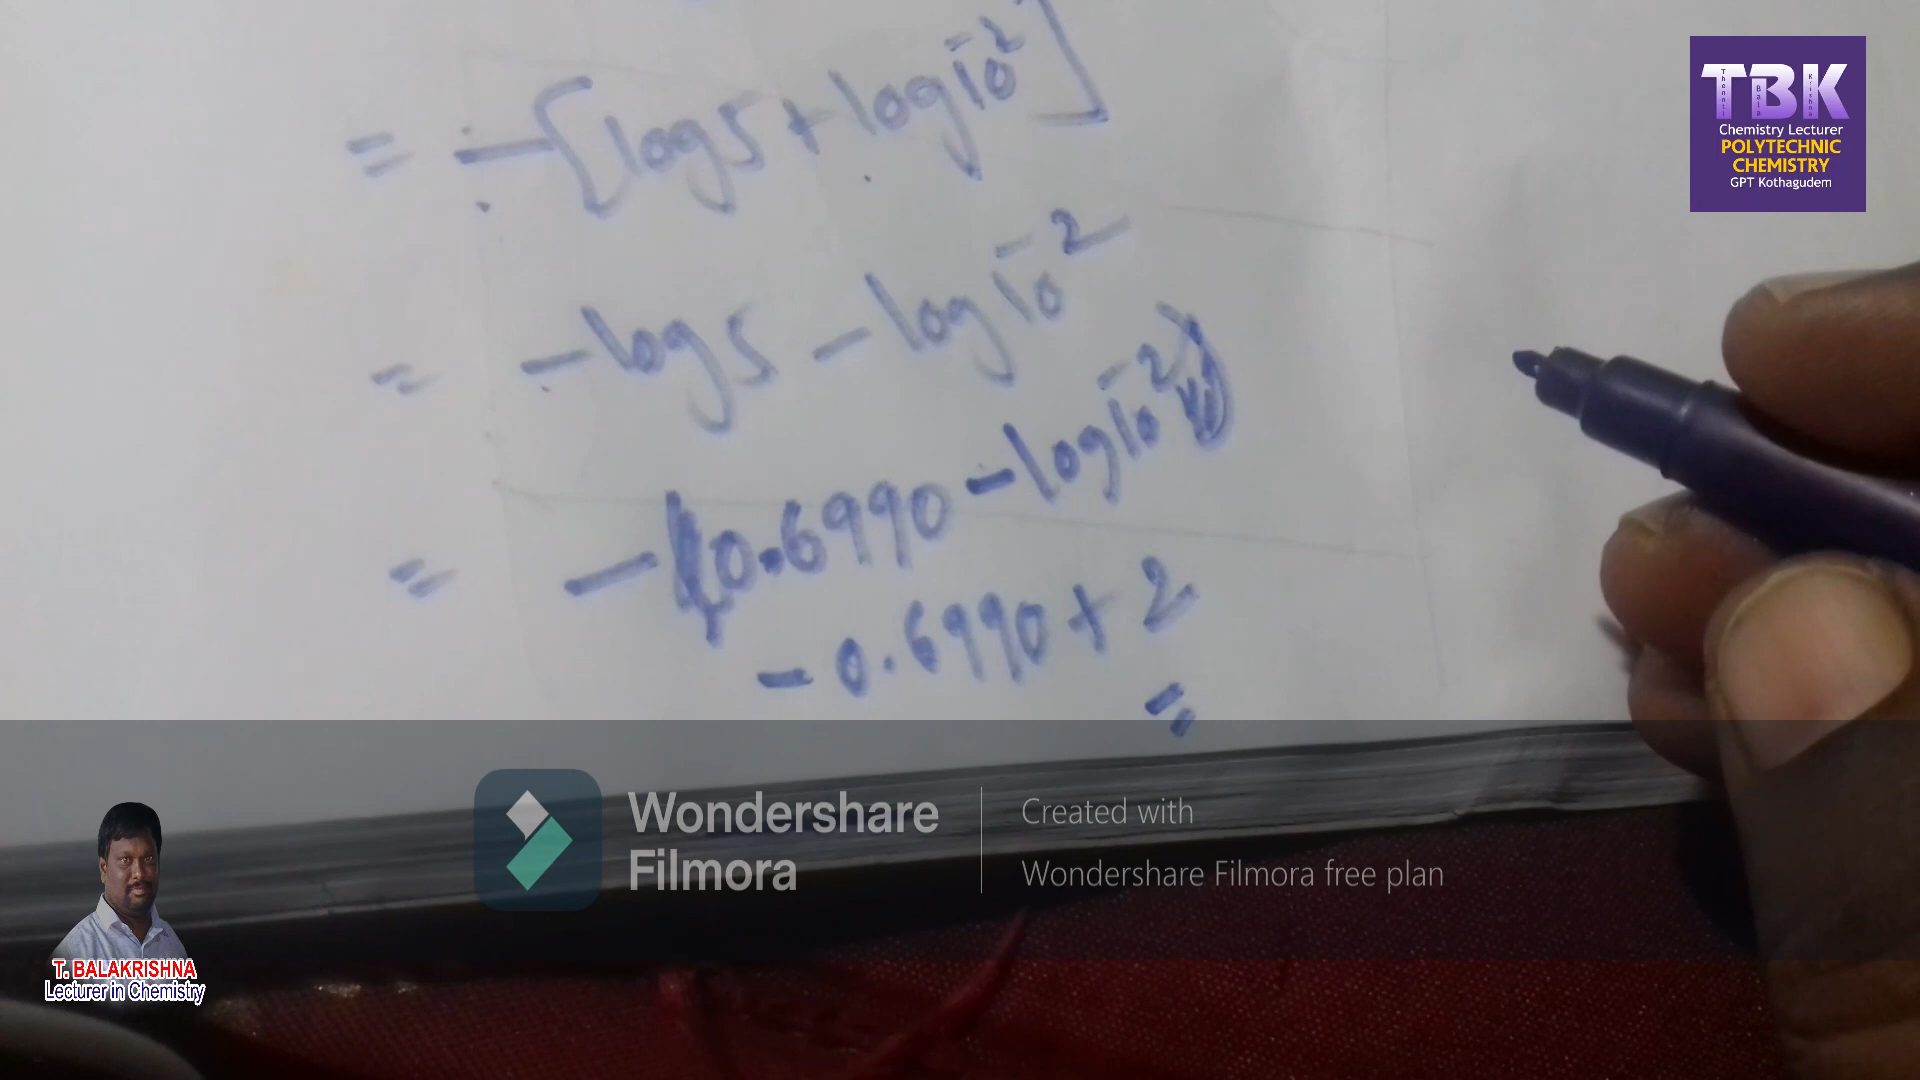 = -[log5 + log10⁻²]
= -log5 - log10⁻²
= -0.6990 - log10⁻²
-0.6990 + 2
=
TBK
Chemistry Lecturer
POLYTECHNIC
CHEMISTRY
GPT Kothagudem
Wondershare
Filmora
Created with
Wondershare Filmora free plan
T. BALAKRISHNA
Lecturer in Chemistry